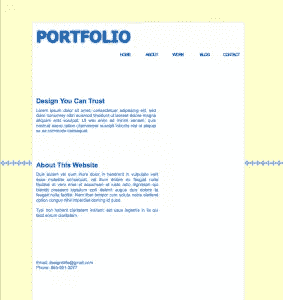 PORTFOLIO
HOME ABOUT WORK BLOG CONTACT
Design You Can Trust
Lorem ipsum dolor sit amet, consectetuer adipiscing elit, sed
diam nonummy nibh euismod tincidunt ut laoreet dolore magna
aliquam erat volutpat. Ut wisi enim ad minim veniam, quis
nostrud exerci tation ullamcorper suscipit lobortis nisl ut aliquip
ex ea commodo consequat.
About This Website
Duis autem vel eum iriure dolor in hendrerit in vulputate velit
esse molestie consequat, vel illum dolore eu feugiat nulla
facilisis at vero eros et accumsan et iusto odio dignissim qui
blandit praesent luptatum zzril delenit augue duis dolore te
feugait nulla facilisi. Nam liber tempor cum soluta nobis eleifend
option congue nihil imperdiet doming id quod.
Typi non habent claritatem insitam; est usus legentis in iis qui
facit eorum claritatem.
Email:
Phone: